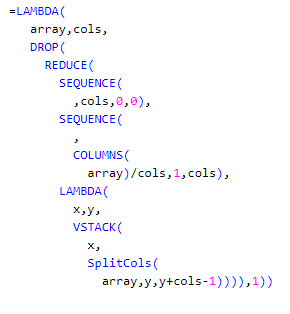 =LAMBDA(
array,cols,
DROP(
REDUCE(
SEQUENCE(
,cols,0,0),
SEQUENCE(
,
COLUMNS(
array)/cols,1,cols),
LAMBDA(
x,y,
VSTACK(
x,
SplitCols(
array,y,y+cols-1)))),1))